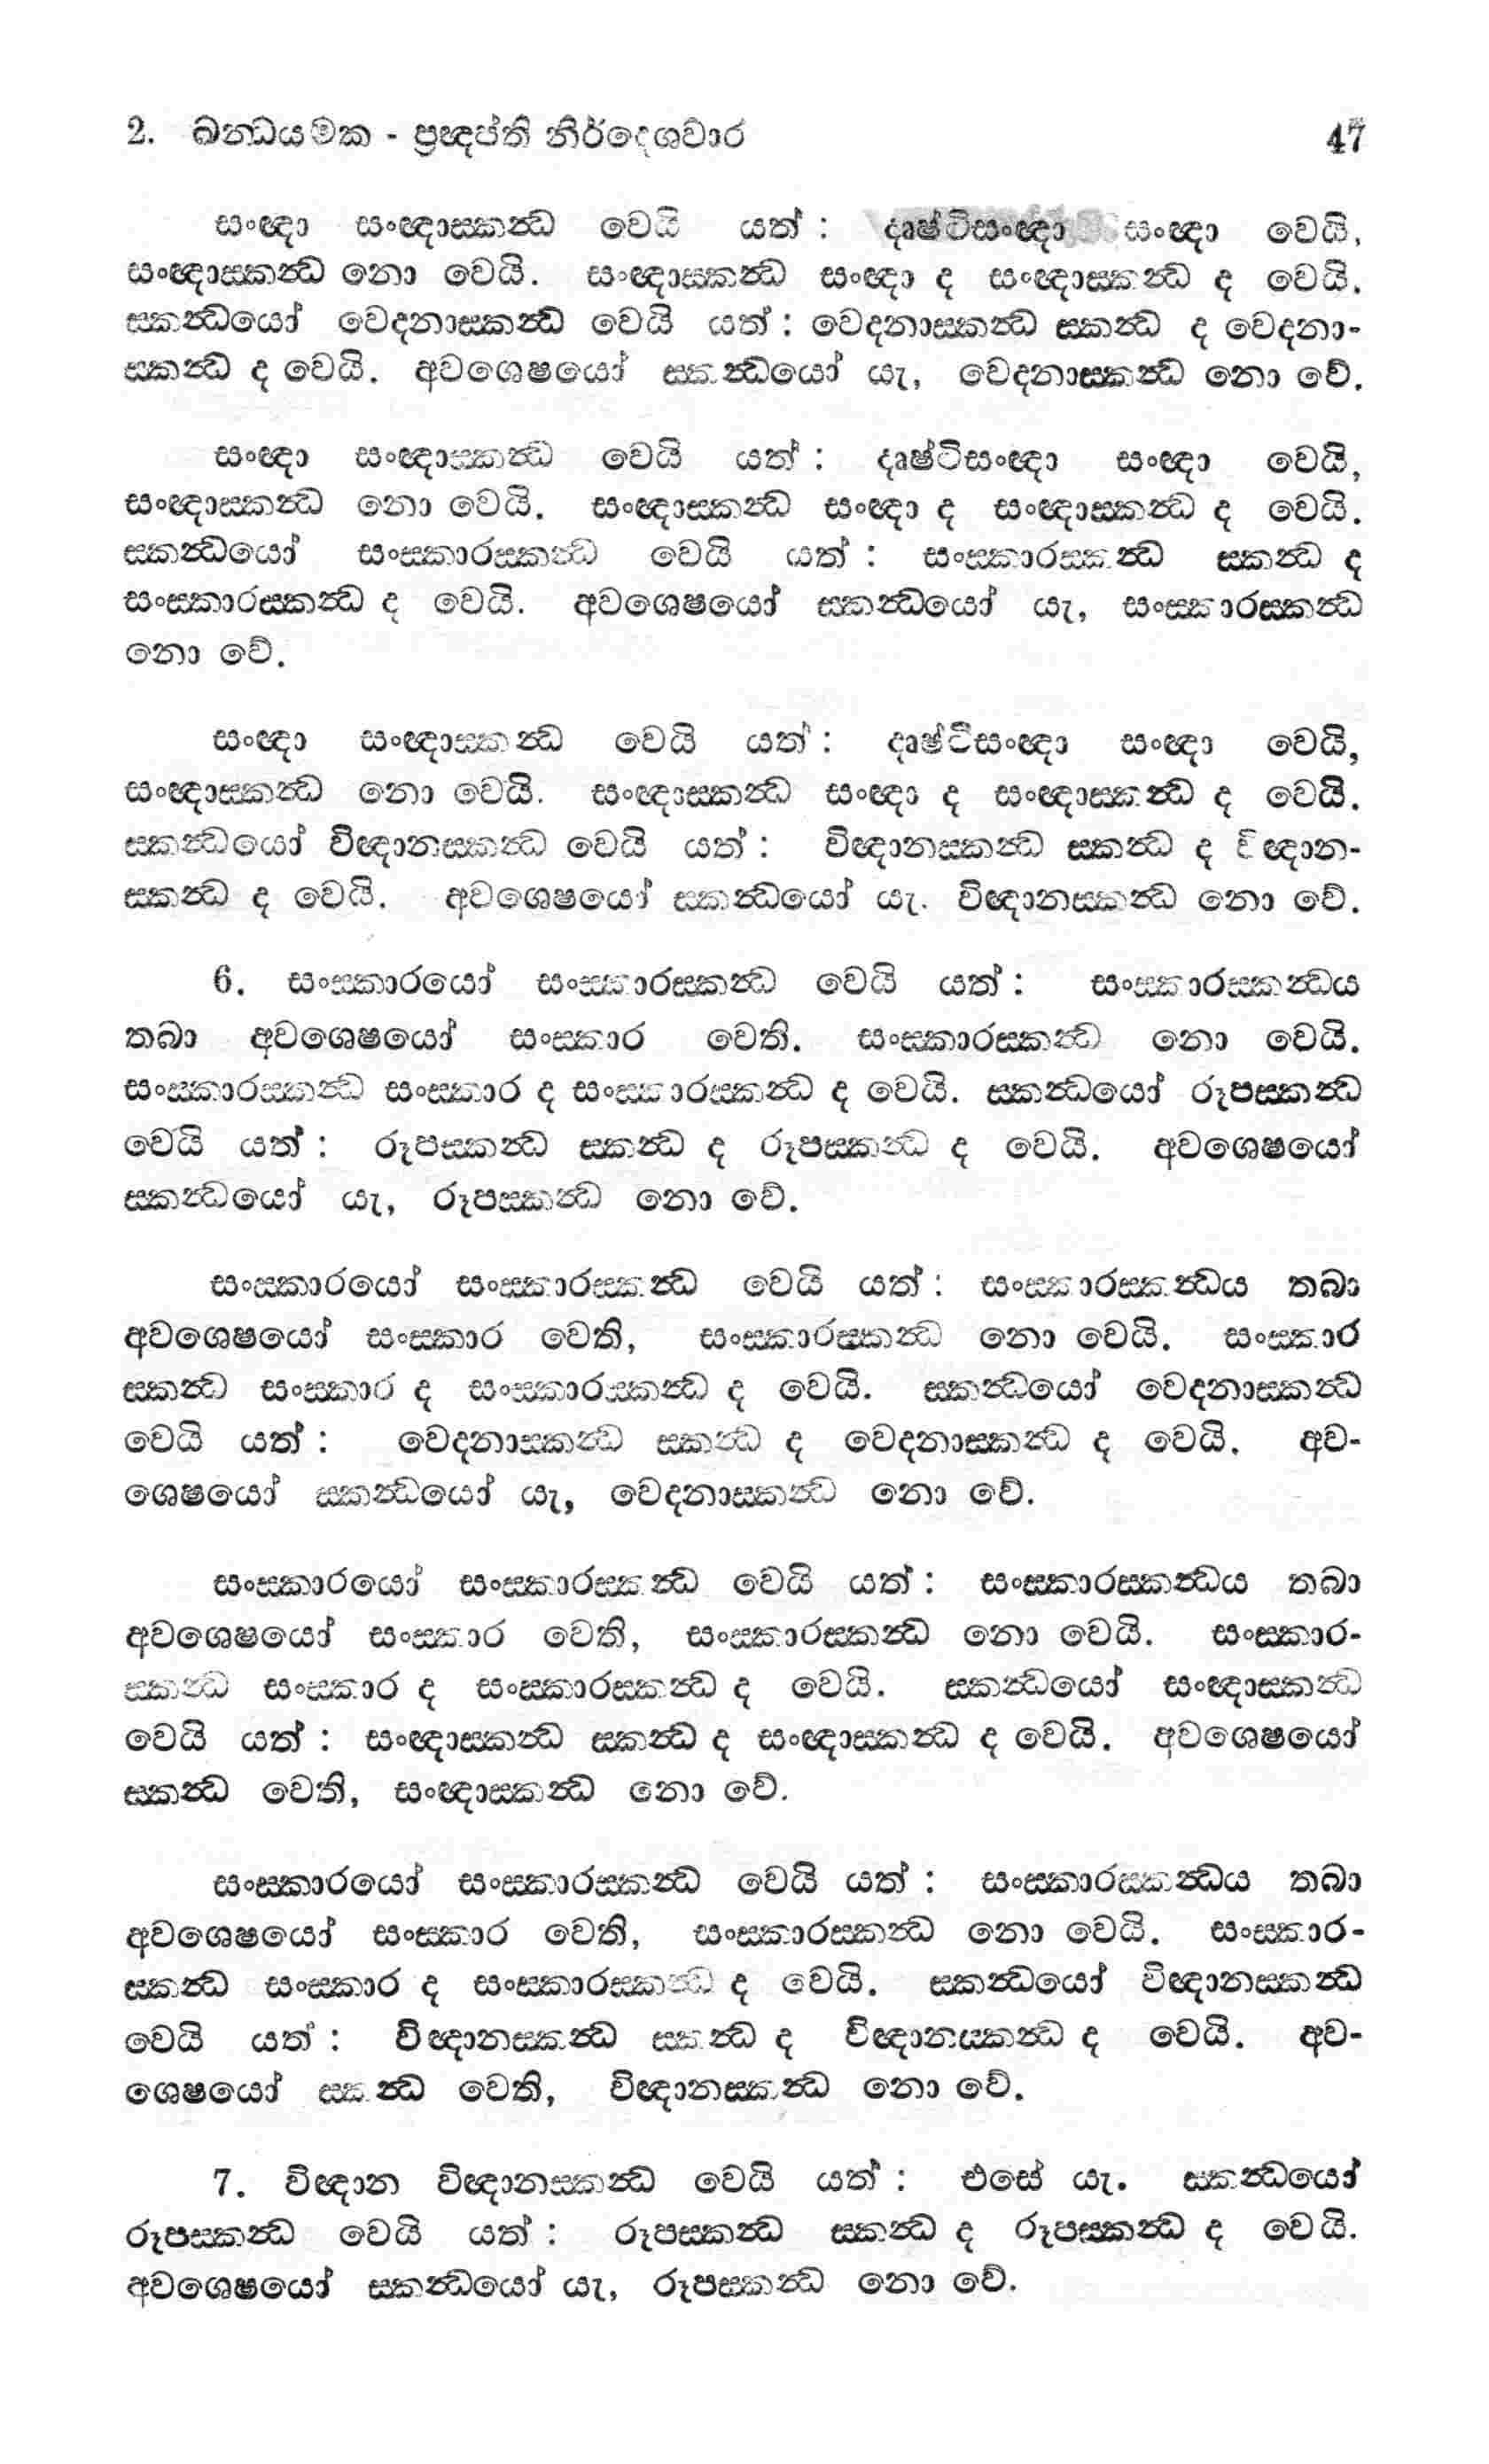 2. ඛන්ධයමක - ප්‍රඥප්ති නිර්දෙශවාර 47
සංඥා සංඥාස්කන්ධ වෙයි යත් : දෘෂ්ටිසංඥා සංඥා වෙයි,
සංඥාස්කන්ධ නො වෙයි. සංඥාස්කන්ධ සංඥා ද සංඥාස්කන්ධ ද වෙයි.
ස්කන්ධයෝ වේදනාස්කන්ධ වෙයි යත් : වෙදනාස්කන්ධ ස්කන්ධ ද වෙදනා-
ස්කන්ධ ද වෙයි. අවශෙෂයෝ ස්කන්ධයෝ යැ, වෙදනාස්කන්ධ නො වේ.
සංඥා සංඥාස්කන්ධ වෙයි යත් : දෘෂ්ටිසංඥා සංඥා වෙයි,
සංඥාස්කන්ධ නො වෙයි. සංඥාස්කන්ධ සංඥා ද සංඥාස්කන්ධ ද වෙයි.
ස්කන්ධයෝ සංස්කාරස්කන්ධ වෙයි යත් : සංස්කාරස්කන්ධ ස්කන්ධ ද
සංස්කාරස්කන්ධ ද වෙයි. අවශෙෂයෝ ස්කන්ධයෝ යැ, සංස්කාරස්කන්ධ
නො වේ.
සංඥා සංඥාස්කන්ධ වෙයි යත් : දෘෂ්ටිසංඥා සංඥා වෙයි,
සංඥාස්කන්ධ නො වෙයි. සංඥාස්කන්ධ සංඥා ද සංඥාස්කන්ධ ද වෙයි.
ස්කන්ධයෝ විඥානස්කන්ධ වෙයි යත් : විඥානස්කන්ධ ස්කන්ධ ද විඥාන-
ස්කන්ධ ද වෙයි. අවශෙෂයෝ ස්කන්ධයෝ යැ. විඥානස්කන්ධ නො වේ.
6. සංස්කාරයෝ සංස්කාරස්කන්ධ වෙයි යත් : සංස්කාරස්කන්ධය
තබා අවශෙෂයෝ සංස්කාර වෙති. සංස්කාරස්කන්ධ නො වෙයි.
සංස්කාරස්කන්ධ සංස්කාර ද සංස්කාරස්කන්ධ ද වෙයි. ස්කන්ධයෝ රූපස්කන්ධ
වෙයි යත් : රූපස්කන්ධ ස්කන්ධ ද රූපස්කන්ධ ද වෙයි. අවශෙෂයෝ
ස්කන්ධයෝ යැ, රූපස්කන්ධ නො වේ.
සංස්කාරයෝ සංස්කාරස්කන්ධ වෙයි යත් : සංස්කාරස්කන්ධය තබා
අවශෙෂයෝ සංස්කාර වෙති, සංස්කාරස්කන්ධ නො වෙයි. සංස්කාර
ස්කන්ධ සංස්කාර ද සංස්කාරස්කන්ධ ද වෙයි. ස්කන්ධයෝ වෙදනාස්කන්ධ
වෙයි යත් : වෙදනාස්කන්ධ ස්කන්ධ ද වෙදනාස්කන්ධ ද වෙයි. අව-
ශෙෂයෝ ස්කන්ධයෝ යැ, වෙදනාස්කන්ධ නො වේ.
සංස්කාරයෝ සංස්කාරස්කන්ධ වෙයි යත් : සංස්කාරස්කන්ධය තබා
අවශෙෂයෝ සංස්කාර වෙති, සංස්කාරස්කන්ධ නො වෙයි. සංස්කාර-
ස්කන්ධ සංස්කාර ද සංස්කාරස්කන්ධ ද වෙයි. ස්කන්ධයෝ සංඥාස්කන්ධ
වෙයි යත් : සංඥාස්කන්ධ ස්කන්ධ ද සංඥාස්කන්ධ ද වෙයි. අවශෙෂයෝ
ස්කන්ධ වෙති, සංඥාස්කන්ධ නො වේ.
සංස්කාරයෝ සංස්කාරස්කන්ධ වෙයි යත් : සංස්කාරස්කන්ධය තබා
අවශෙෂයෝ සංස්කාර වෙති, සංස්කාරස්කන්ධ නො වෙයි. සංස්කාර-
ස්කන්ධ සංස්කාර ද සංස්කාරස්කන්ධ ද වෙයි. ස්කන්ධයෝ විඥානස්කන්ධ
වෙයි යත් : විඥානස්කන්ධ ස්කන්ධ ද විඥානයකන්ධ ද වෙයි. අව-
ශෙෂයෝ ස්කන්ධ වෙති, විඥානස්කන්ධ නො වේ.
7. විඥාන විඥානස්කන්ධ වෙයි යත් : එසේ යැ. ස්කන්ධයෝ
රූපස්කන්ධ වෙයි යත් : රූපස්කන්ධ ස්කන්ධ ද රූපස්කන්ධ ද වෙයි.
අවශෙෂයෝ ස්කන්ධයෝ යැ, රූපස්කන්ධ නො වේ.